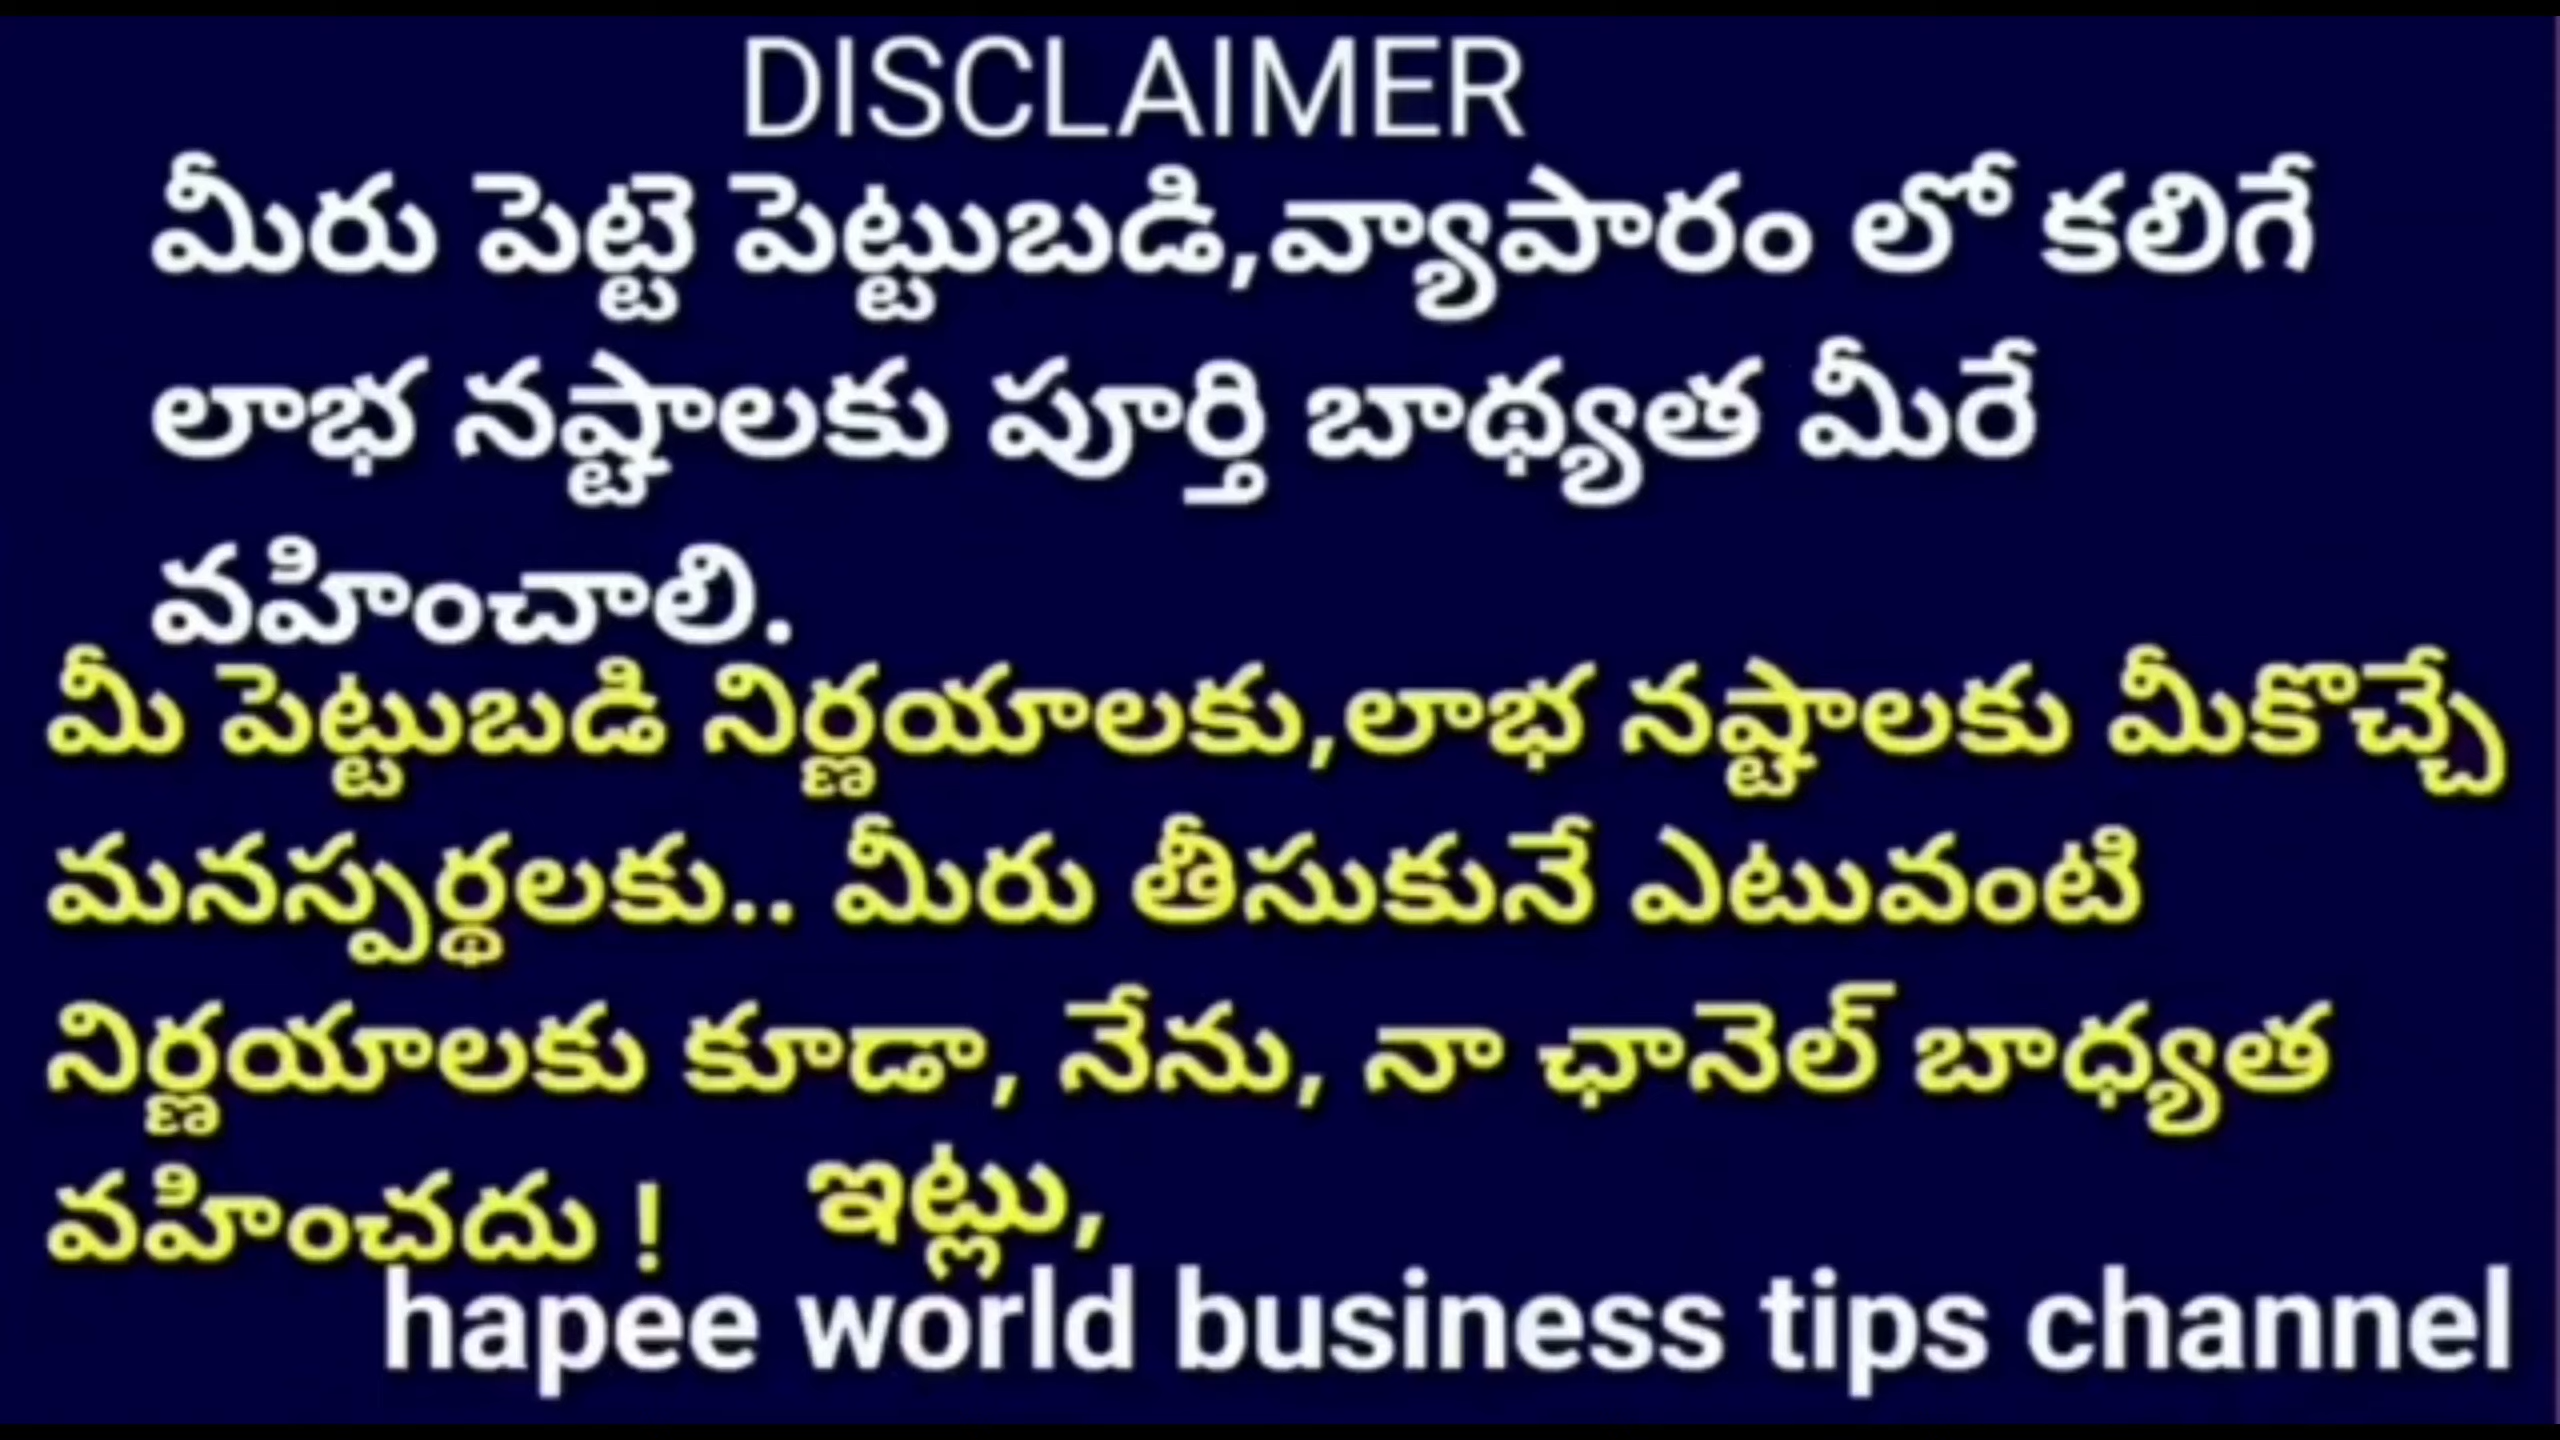 DISCLAIMER
మీరు పెట్టె పెట్టుబడి,వ్యాపారం లో కలిగే
లాభ నష్టాలకు పూర్తి బాథ్యత మీరే
వహించాలి.
మీ పెట్టుబడి నిర్ణయాలకు,లాభ నష్టాలకు మీకొచ్చే
మనస్పర్థలకు.. మీరు తీసుకునే ఎటువంటి
నిర్ణయాలకు కూడా, నేను, నా ఛానెల్ బాధ్యత
వహించదు ! ఇట్లు,
hapee world business tips channel